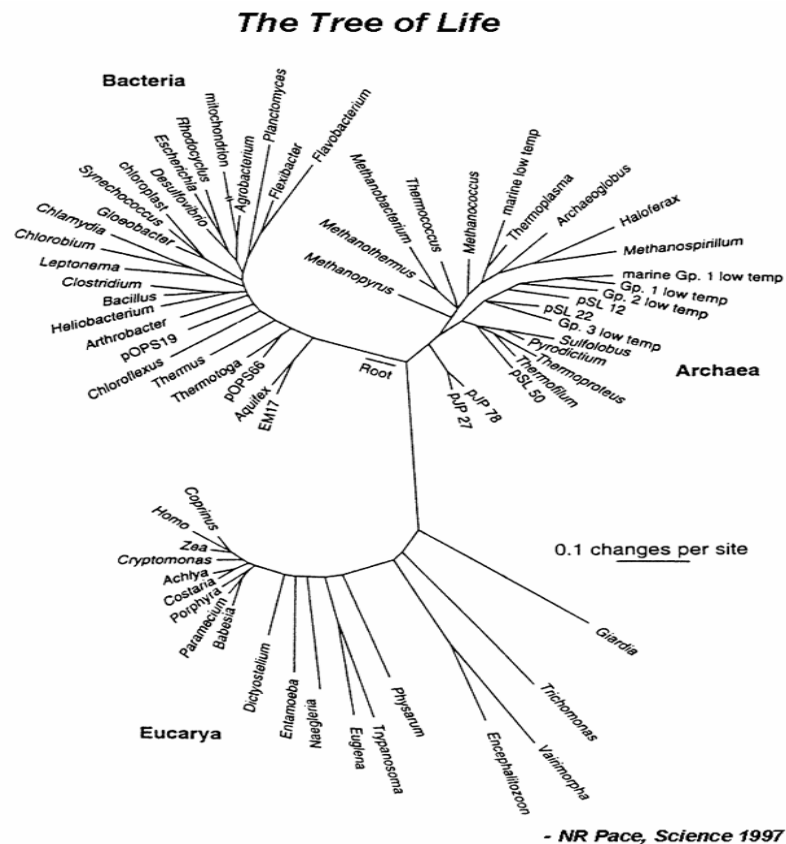 The Tree of Life
Bacteria
Planctomyces
Flavobacterium
mitochondrion
Rhodocyclus
Escherichia
Desulfovibrio
Agrobacterium
Flexibacter
chloroplast
Synechococcus
Gloeobacter
Chlamydia
Chlorobium
Leptonema
Clostridium
Bacillus
Heliobacterium
Arthrobacter
pOPS19
Chloroflexus
Thermus
Thermotoga
pOPS66
Aquifex
EM17
Root
Methanobacterium
Thermococcus
Methanothermus
Methanopyrus
Methanococcus
marine low temp
Thermoplasma
Archaeoglobus
Haloferax
Methanospirillum
marine Gp. 1 low temp
Gp. 1 low temp
Gp. 2 low temp
pSL 12
pSL 22
Gp. 3 low temp
Sulfolobus
Pyrodictium
Thermoproteus
Thermofilum
pSL 50
pJP 78
pJP 27
Archaea
Coprinus
Homo
Zea
Cryptomonas
Achlya
Costaria
Porphyra
Paramecium
Babesia
Dictyostelium
Entamoeba
Naegleria
Euglena
Trypanosoma
Physarum
Encephalitozoon
Vairimorpha
Trichomonas
Giardia
0.1 changes per site
Eucarya
- NR Pace, Science 1997